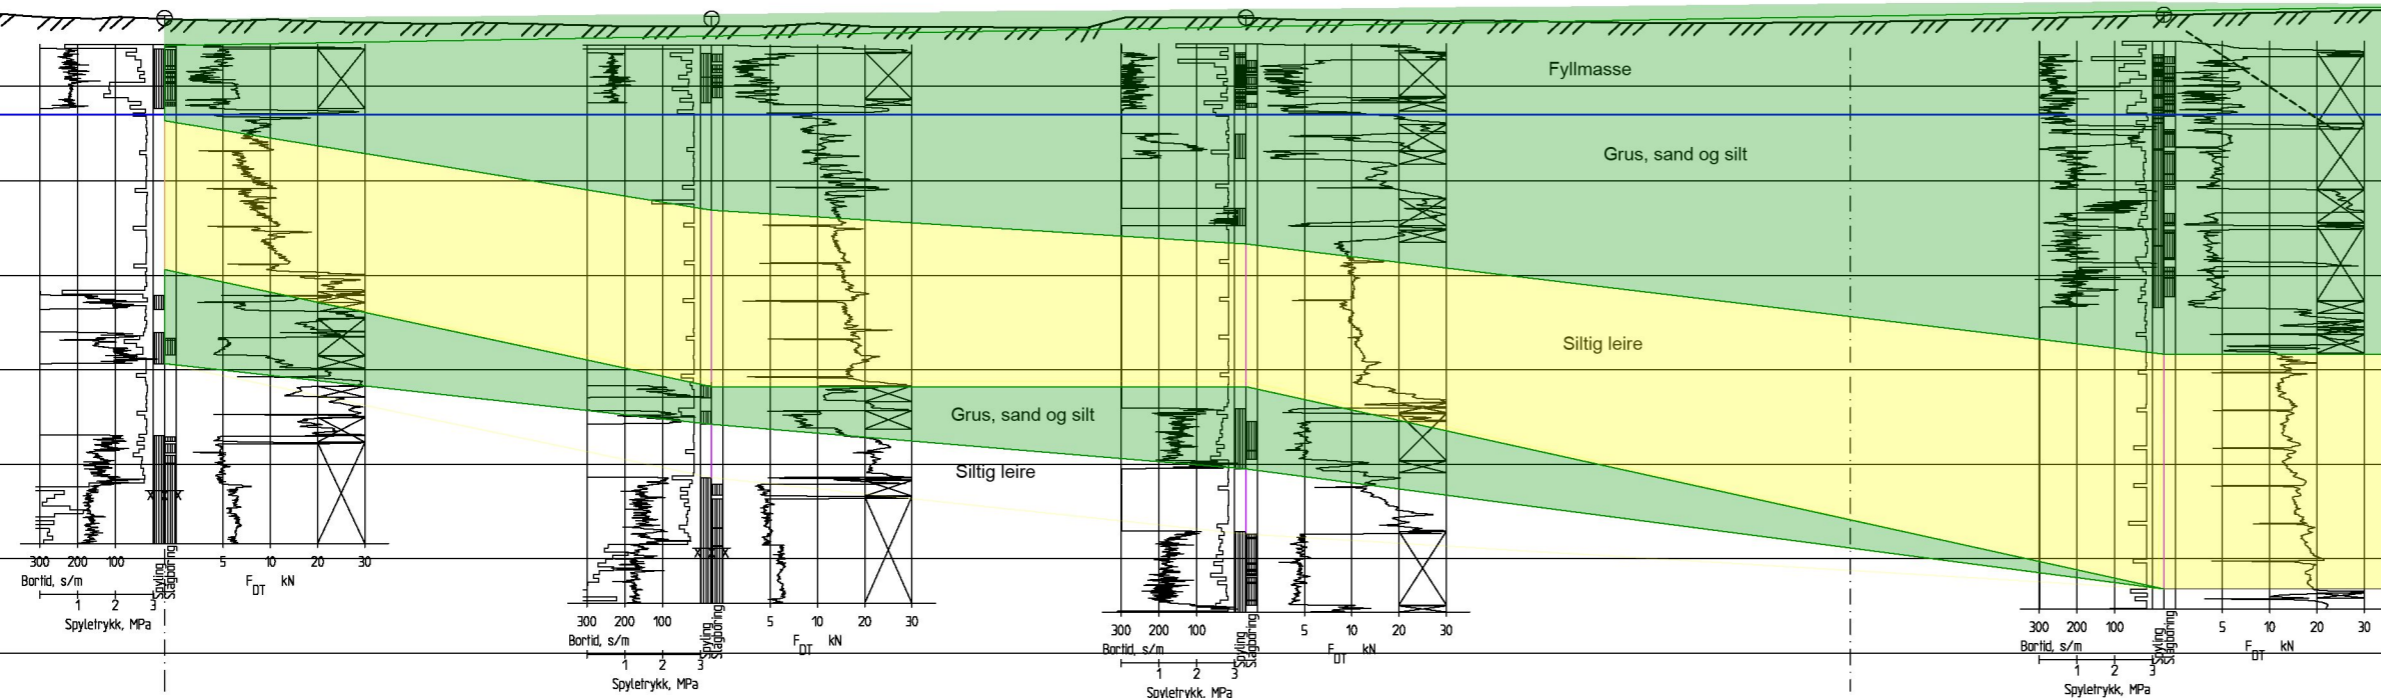 Fyllmasse
Grus, sand og silt
Siltig leire
Grus, sand og silt
Siltig leire
X X X
300 200 100
Bortid, s/m
1 2 3
Spyletrykk, MPa
Spyling
Slagboring
5 10 20 30
F_DT kN
X X X
300 200 100
Bortid, s/m
1 2 3
Spyletrykk, MPa
Spyling
Slagboring
5 10 20 30
F_DT kN
300 200 100
Bortid, s/m
1 2 3
Spyletrykk, MPa
Spyling
Slagboring
5 10 20 30
F_DT kN
300 200 100
Bortid, s/m
1 2 3
Spyletrykk, MPa
Spyling
Slagboring
5 10 20 30
F_DT kN